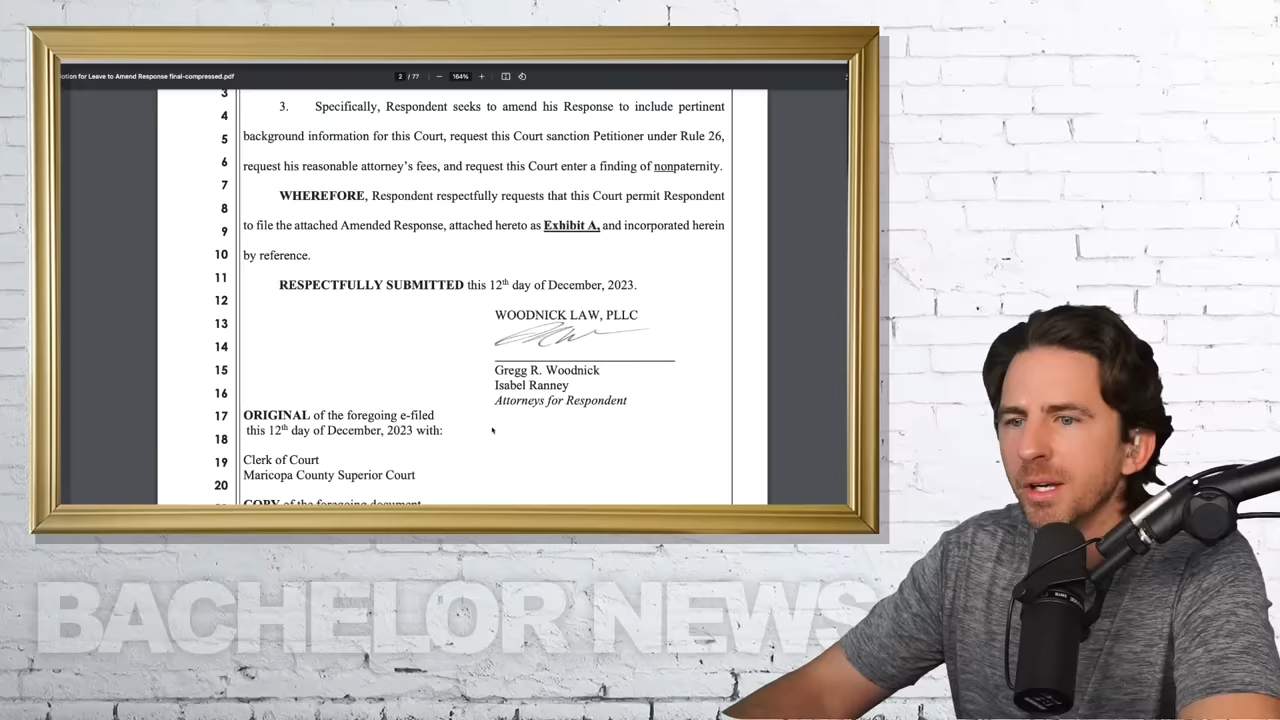 otion for Leave to Amend Response final-compressed.pdf
2 / 77
164%
3
4
5
6
7
8
9
10
11
12
13
14
15
16
17
18
19
20
3. Specifically, Respondent seeks to amend his Response to include pertinent
background information for this Court, request this Court sanction Petitioner under Rule 26,
request his reasonable attorney's fees, and request this Court enter a finding of nonpaternity.
WHEREFORE, Respondent respectfully requests that this Court permit Respondent
to file the attached Amended Response, attached hereto as Exhibit A, and incorporated herein
by reference.
RESPECTFULLY SUBMITTED this 12th day of December, 2023.
WOODNICK LAW, PLLC
Gregg R. Woodnick
Isabel Ranney
Attorneys for Respondent
ORIGINAL of the foregoing e-filed
this 12th day of December, 2023 with:
Clerk of Court
Maricopa County Superior Court
COPY of the foregoing document
BACHELOR NEWS